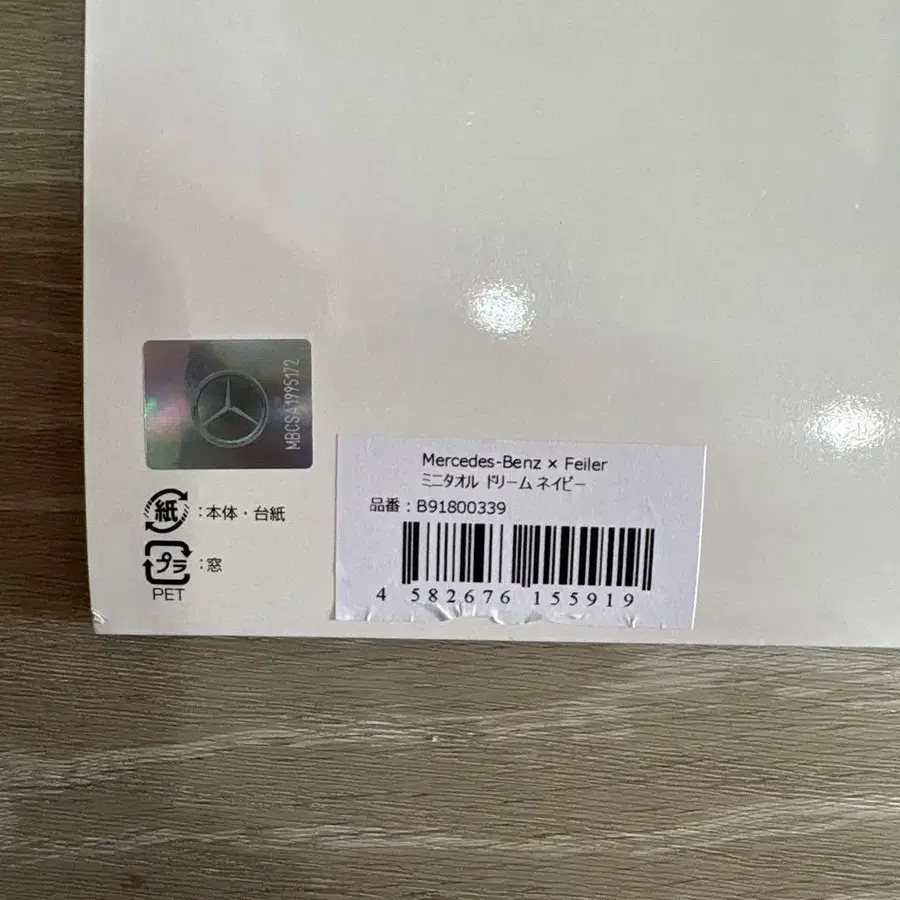 MBCSA1995172
Mercedes-Benz × Feiler
ミニタオル ドリーム ネイビー
品番：B91800339
4 582676 155919
紙：本体・台紙
プラ：窓
PET